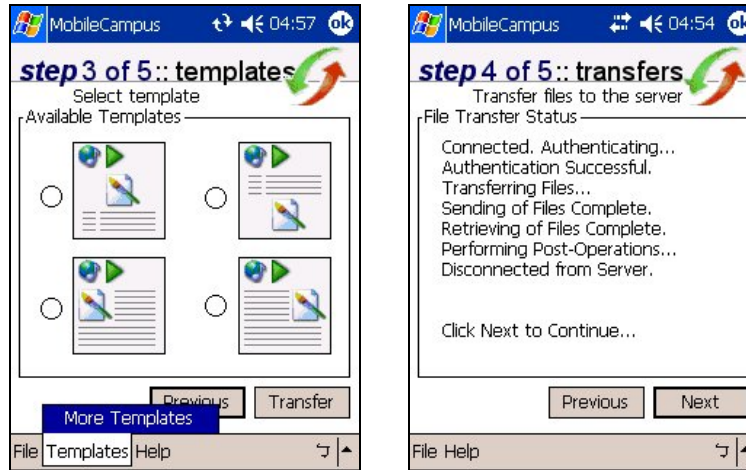 MobileCampus 04:57 ok
step 3 of 5:: templates
Select template
Available Templates
Previous Transfer
More Templates
File Templates Help
MobileCampus 04:54 ok
step 4 of 5:: transfers
Transfer files to the server
File Transfer Status
Connected. Authenticating...
Authentication Successful.
Transferring Files...
Sending of Files Complete.
Retrieving of Files Complete.
Performing Post-Operations...
Disconnected from Server.
Click Next to Continue...
Previous Next
File Help